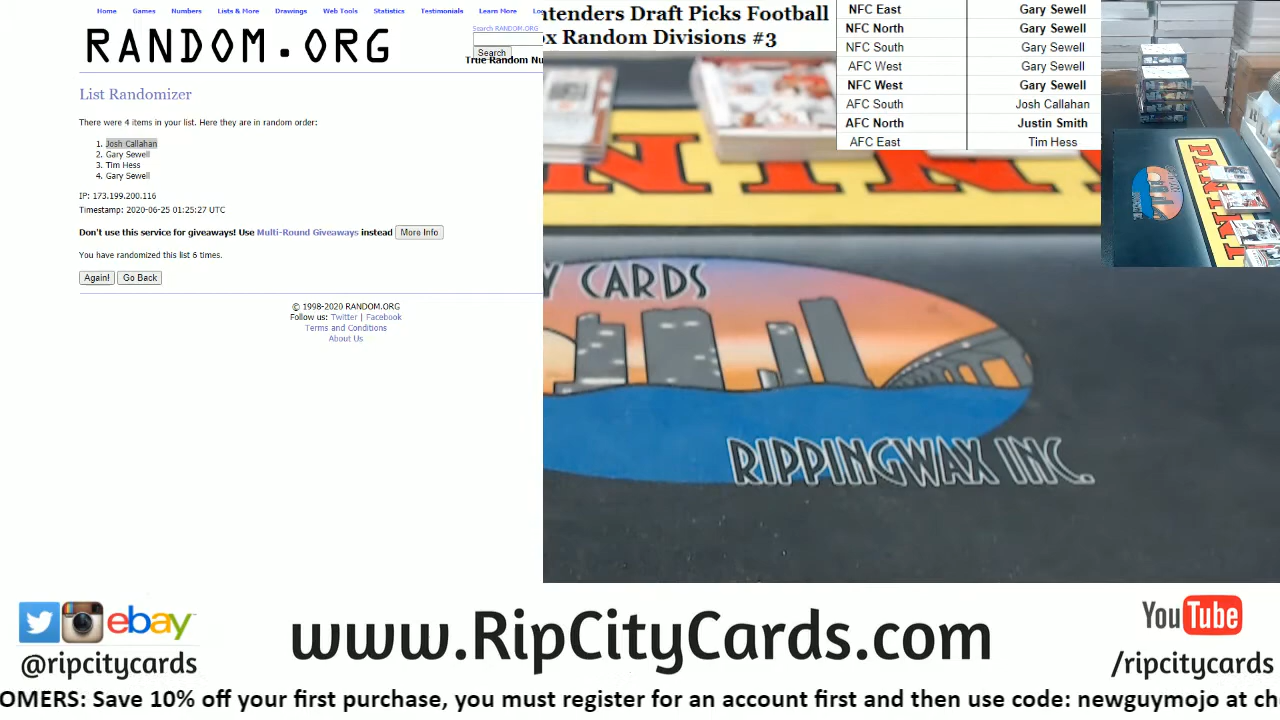 Home Games Numbers Lists & More Drawings Web Tools Statistics Testimonials Learn More Lo
Search RANDOM.ORG
Search
RANDOM.ORG
True Random Nu
List Randomizer
There were 4 items in your list. Here they are in random order:
1. Josh Callahan
2. Gary Sewell
3. Tim Hess
4. Gary Sewell
IP: 173.199.200.116
Timestamp: 2020-06-25 01:25:27 UTC
Don't use this service for giveaways! Use Multi-Round Giveaways instead More Info
You have randomized this list 6 times.
Again! Go Back
© 1998-2020 RANDOM.ORG
Follow us: Twitter | Facebook
Terms and Conditions
About Us
ntenders Draft Picks Football
ox Random Divisions #3
NFC East Gary Sewell
NFC North Gary Sewell
NFC South Gary Sewell
AFC West Gary Sewell
NFC West Gary Sewell
AFC South Josh Callahan
AFC North Justin Smith
AFC East Tim Hess
NINI
PANINI
Y CARDS
RIPPINGWAX INC.
ebay
@ripcitycards
www.RipCityCards.com
YouTube
/ripcitycards
OMERS: Save 10% off your first purchase, you must register for an account first and then use code: newguymojo at ch